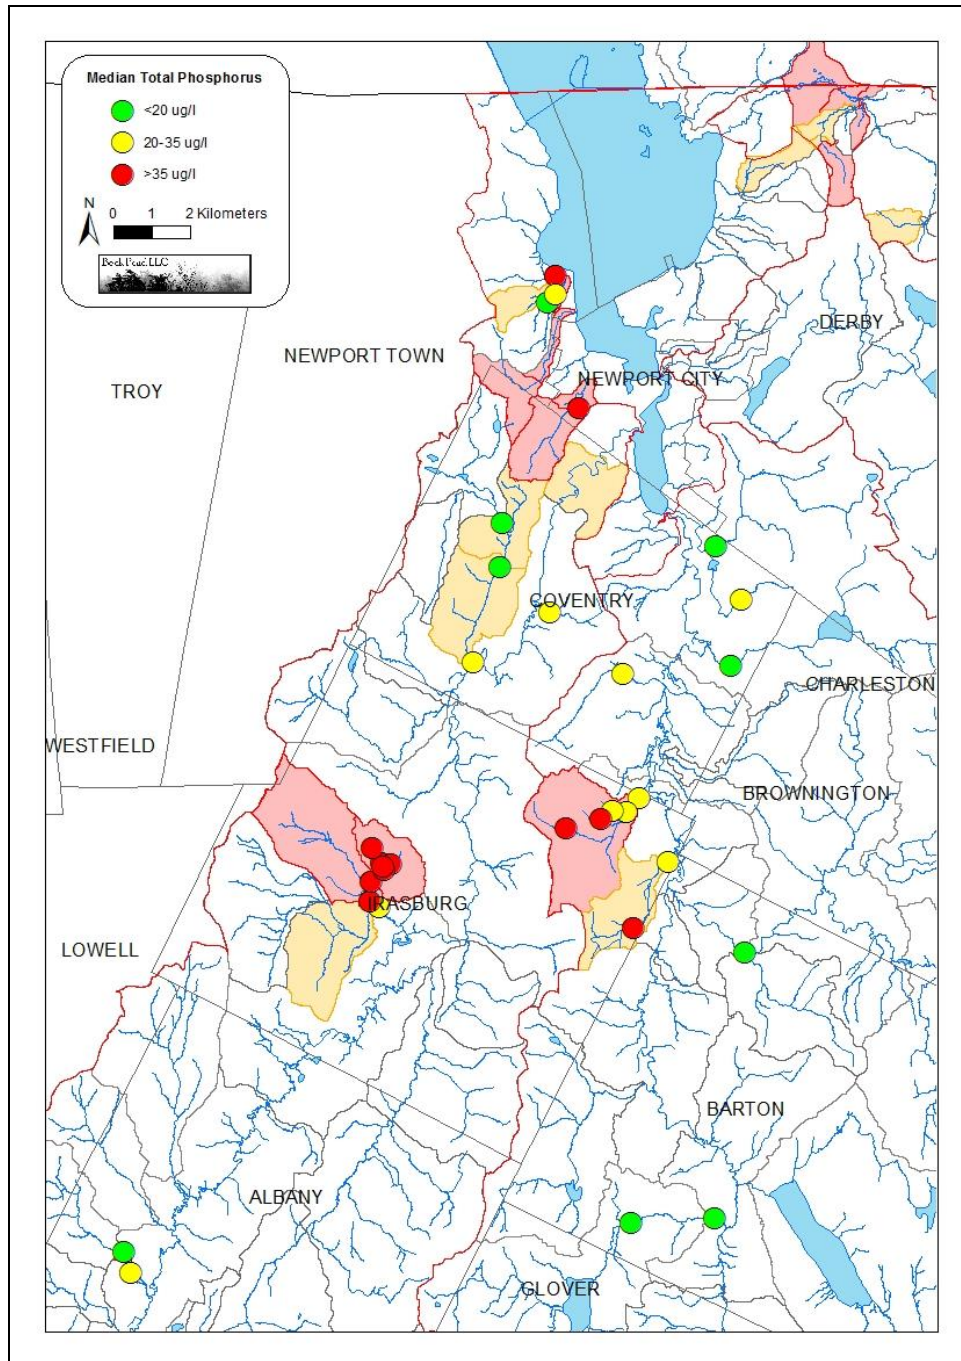 Median Total Phosphorus
<20 ug/l
20-35 ug/l
>35 ug/l
N
0 1 2 Kilometers
Beck Pond LLC
DERBY
NEWPORT TOWN
NEWPORT CITY
TROY
COVENTRY
CHARLESTON
WESTFIELD
BROWNINGTON
IRASBURG
LOWELL
BARTON
ALBANY
GLOVER